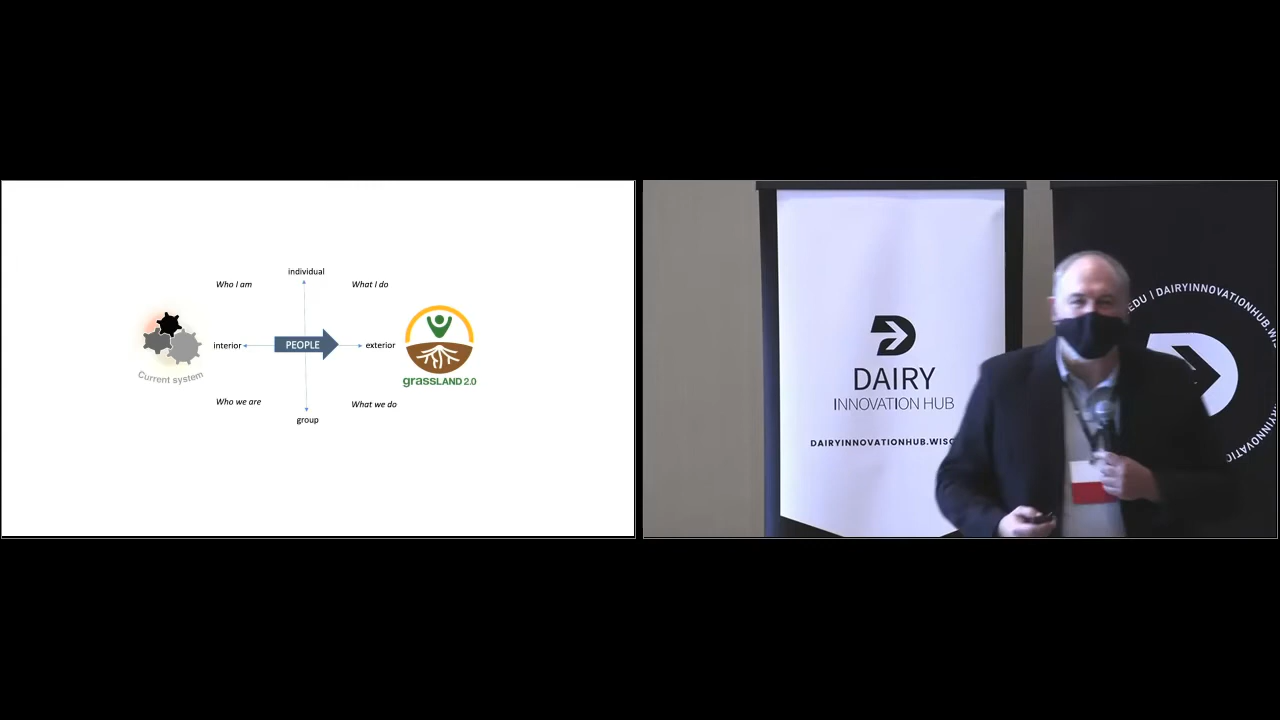 individual
Who I am
What I do
interior
PEOPLE
exterior
Current system
grassLAND 2.0
Who we are
What we do
group
DAIRY
INNOVATION HUB
DAIRYINNOVATIONHUB.WISC
EDU | DAIRYINNOVATIONHUB.W